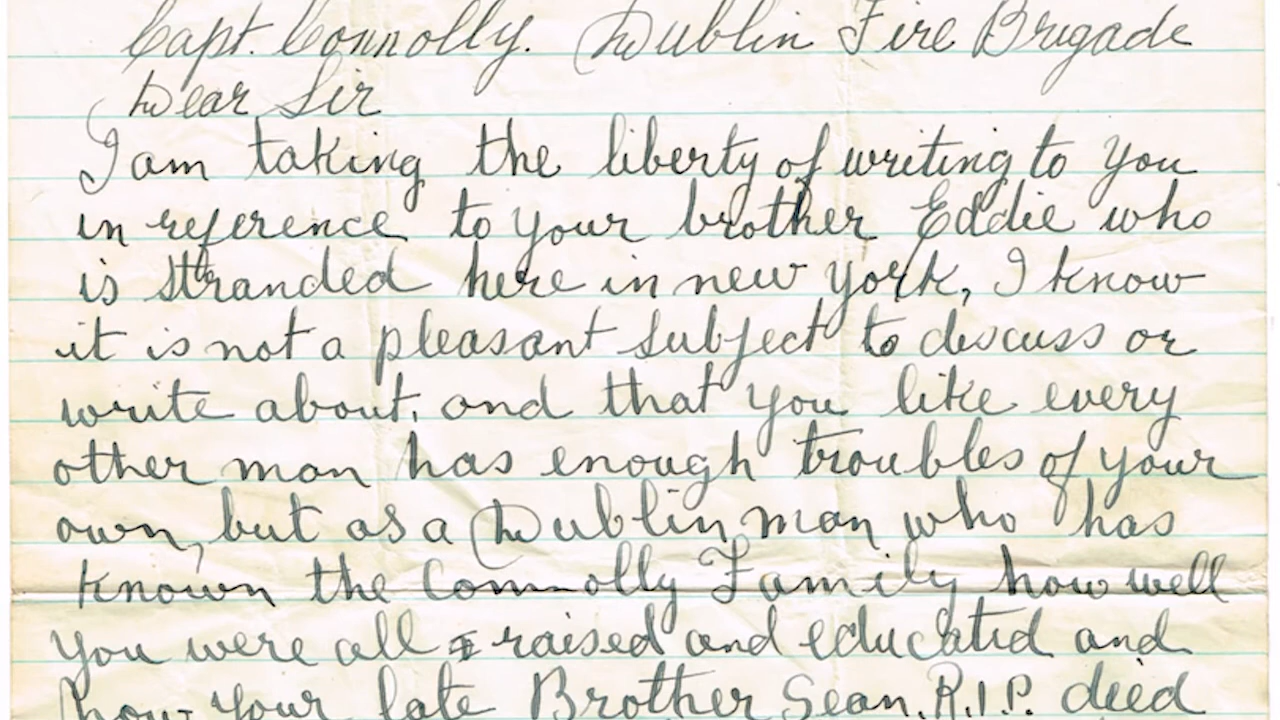 Capt. Connolly. Dublin Fire Brigade
Dear Sir
I am taking the liberty of writing to you
in reference to your brother Eddie who
is stranded here in new york, I know
it is not a pleasant subject to discuss or
write about, and that you like every
other man has enough troubles of your
own, but as a Dublin man who has
known the Connolly Family how well
you were all raised and educated and
how your late Brother Sean, R.I.P. died